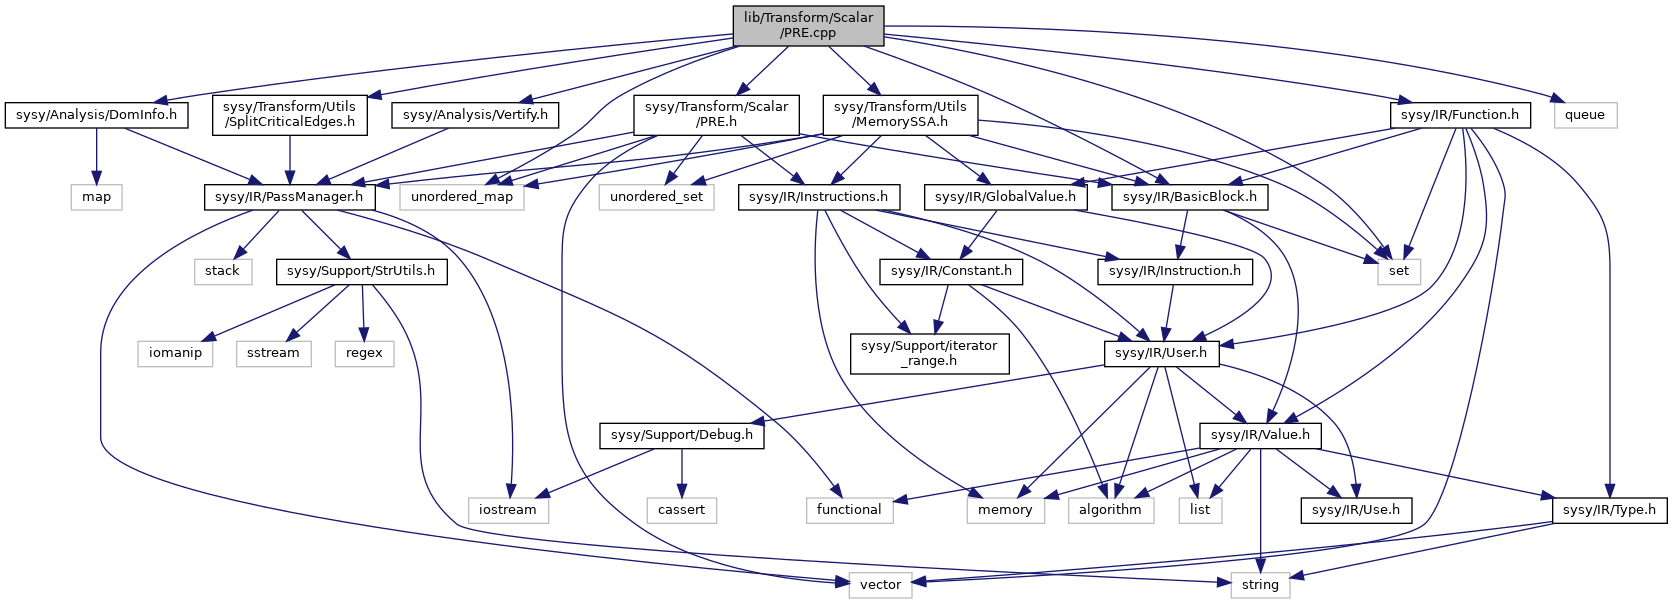 lib/Transform/Scalar
/PRE.cpp
sysy/Analysis/DomInfo.h
sysy/Transform/Utils
/SplitCriticalEdges.h
sysy/Analysis/Vertify.h
sysy/Transform/Scalar
/PRE.h
sysy/Transform/Utils
/MemorySSA.h
sysy/IR/Function.h
queue
map
sysy/IR/PassManager.h
unordered_map
unordered_set
sysy/IR/Instructions.h
sysy/IR/GlobalValue.h
sysy/IR/BasicBlock.h
stack
sysy/Support/StrUtils.h
sysy/IR/Constant.h
sysy/IR/Instruction.h
set
iomanip
sstream
regex
sysy/Support/iterator
_range.h
sysy/IR/User.h
sysy/Support/Debug.h
sysy/IR/Value.h
iostream
cassert
functional
memory
algorithm
list
sysy/IR/Use.h
sysy/IR/Type.h
vector
string